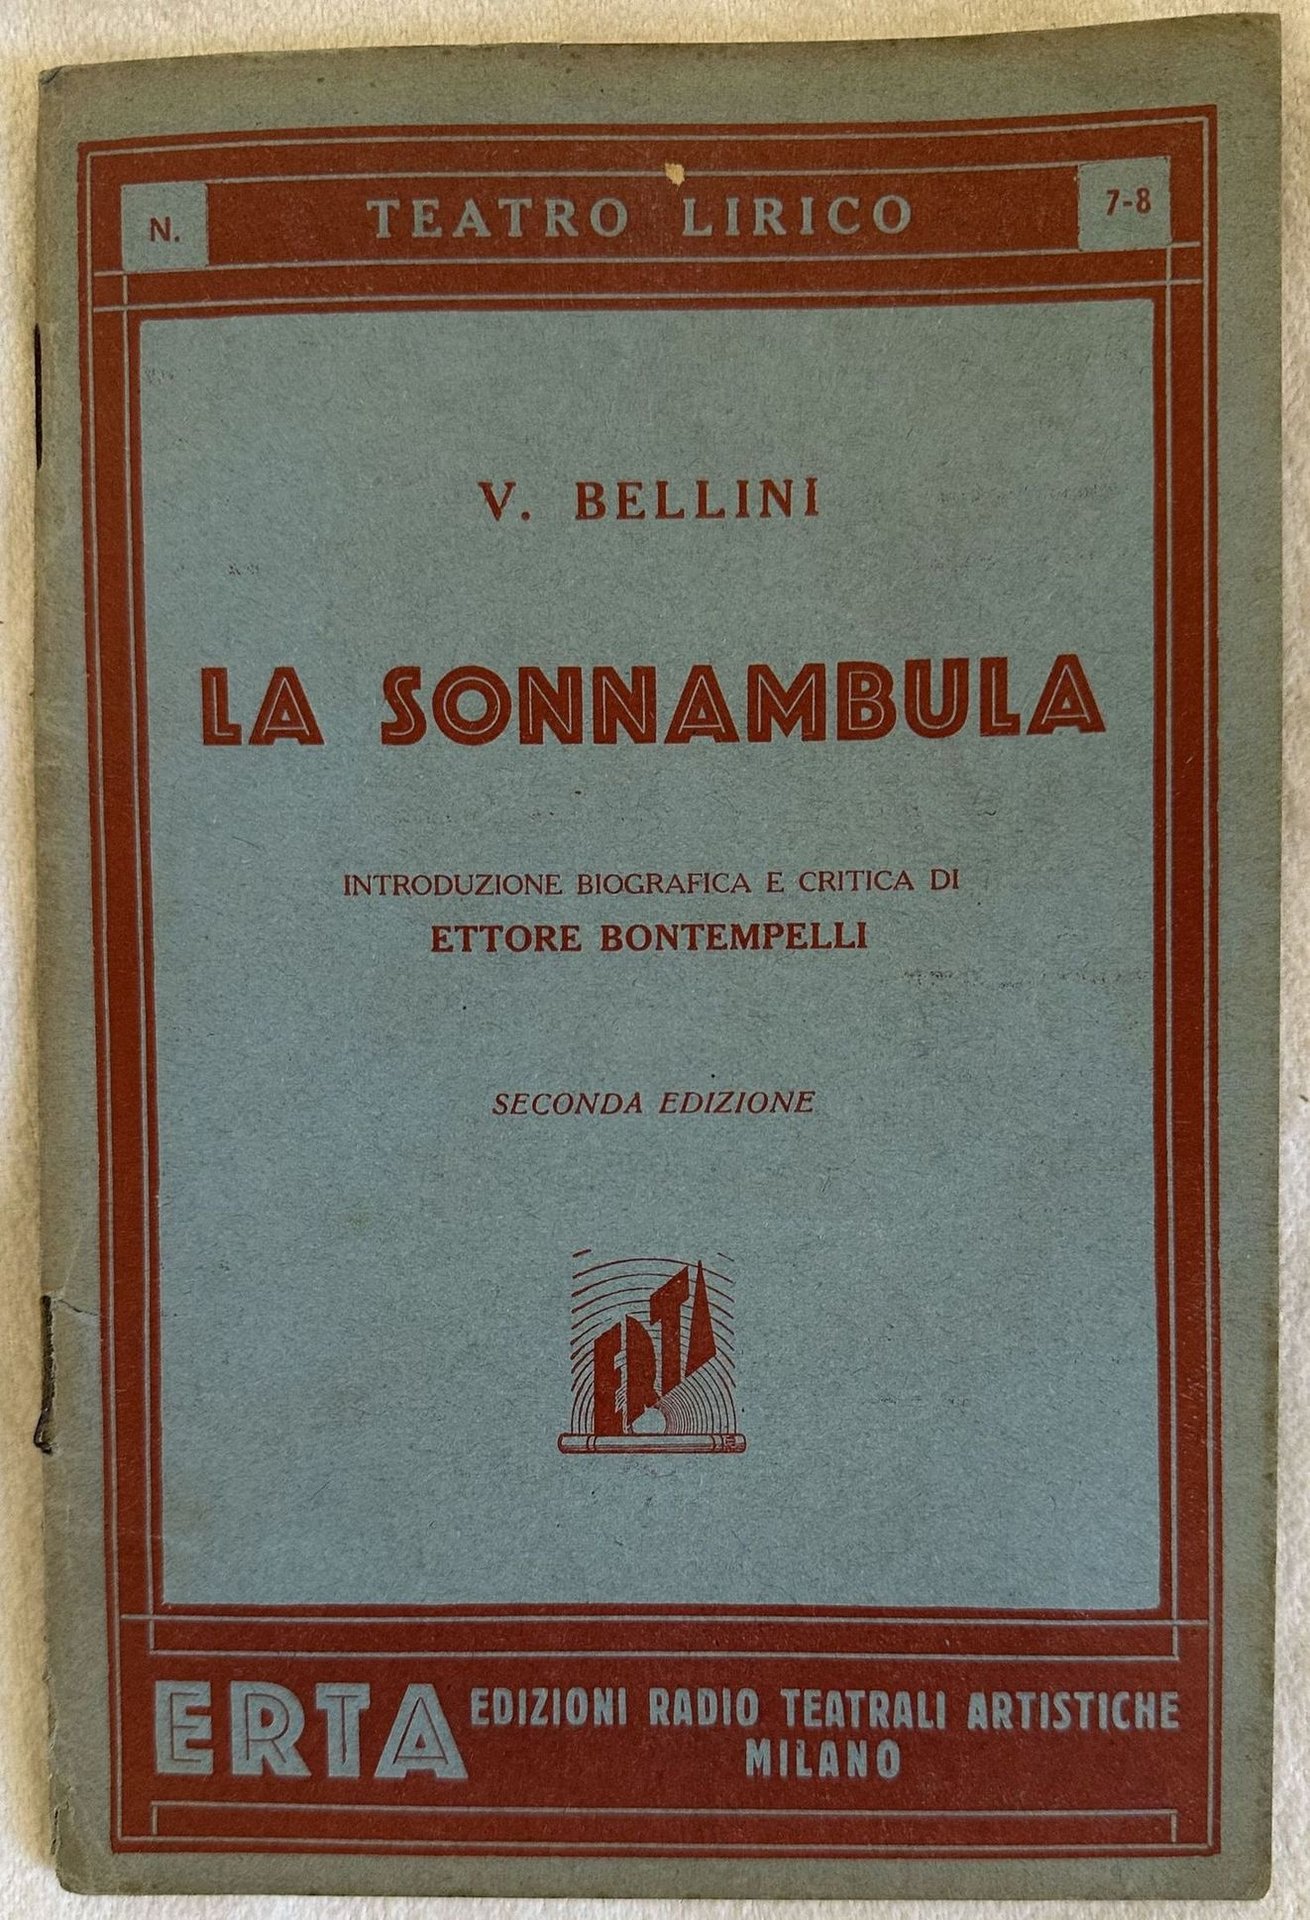 N. TEATRO LIRICO 7-8
V. BELLINI
LA SONNAMBULA
INTRODUZIONE BIOGRAFICA E CRITICA DI
ETTORE BONTEMPELLI
SECONDA EDIZIONE
ERTA
ERTA EDIZIONI RADIO TEATRALI ARTISTICHE
MILANO